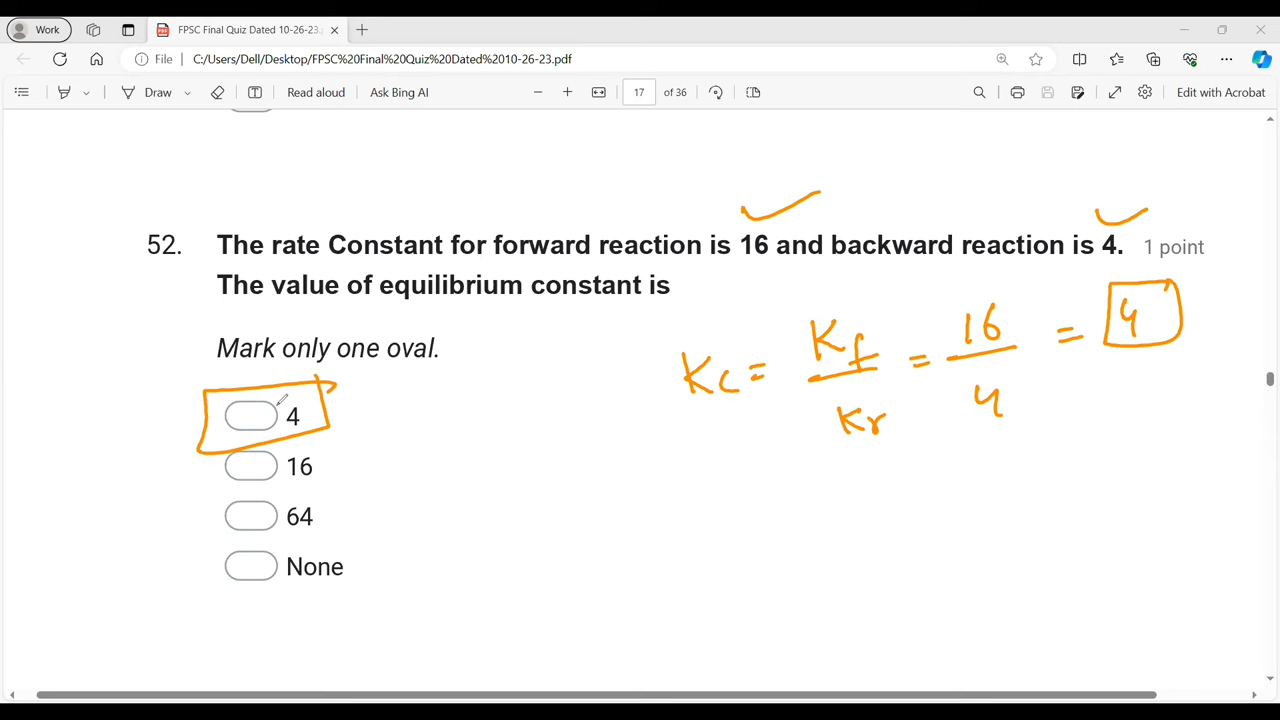 Work
FPSC Final Quiz Dated 10-26-23.
File C:/Users/Dell/Desktop/FPSC%20Final%20Quiz%20Dated%2010-26-23.pdf
Draw Read aloud Ask Bing AI 17 of 36 Edit with Acrobat
52. The rate Constant for forward reaction is 16 and backward reaction is 4. 1 point
The value of equilibrium constant is
Mark only one oval.
Kc = Kf / Kr = 16 / 4 = 4
4
16
64
None